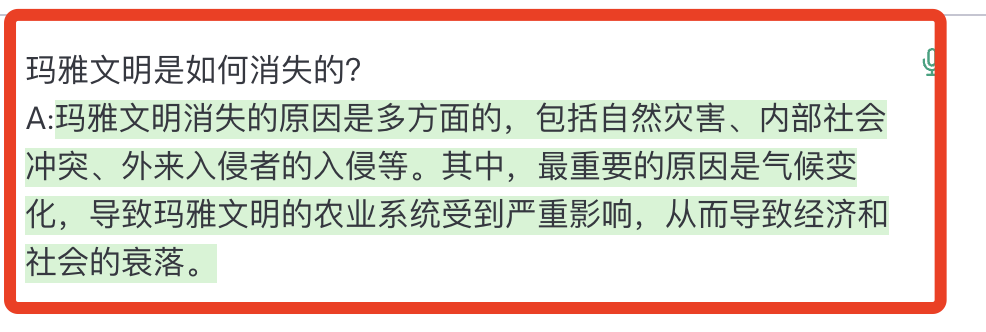 玛雅文明是如何消失的?
A:玛雅文明消失的原因是多方面的，包括自然灾害、内部社会
冲突、外来入侵者的入侵等。其中，最重要的原因是气候变
化，导致玛雅文明的农业系统受到严重影响，从而导致经济和
社会的衰落。